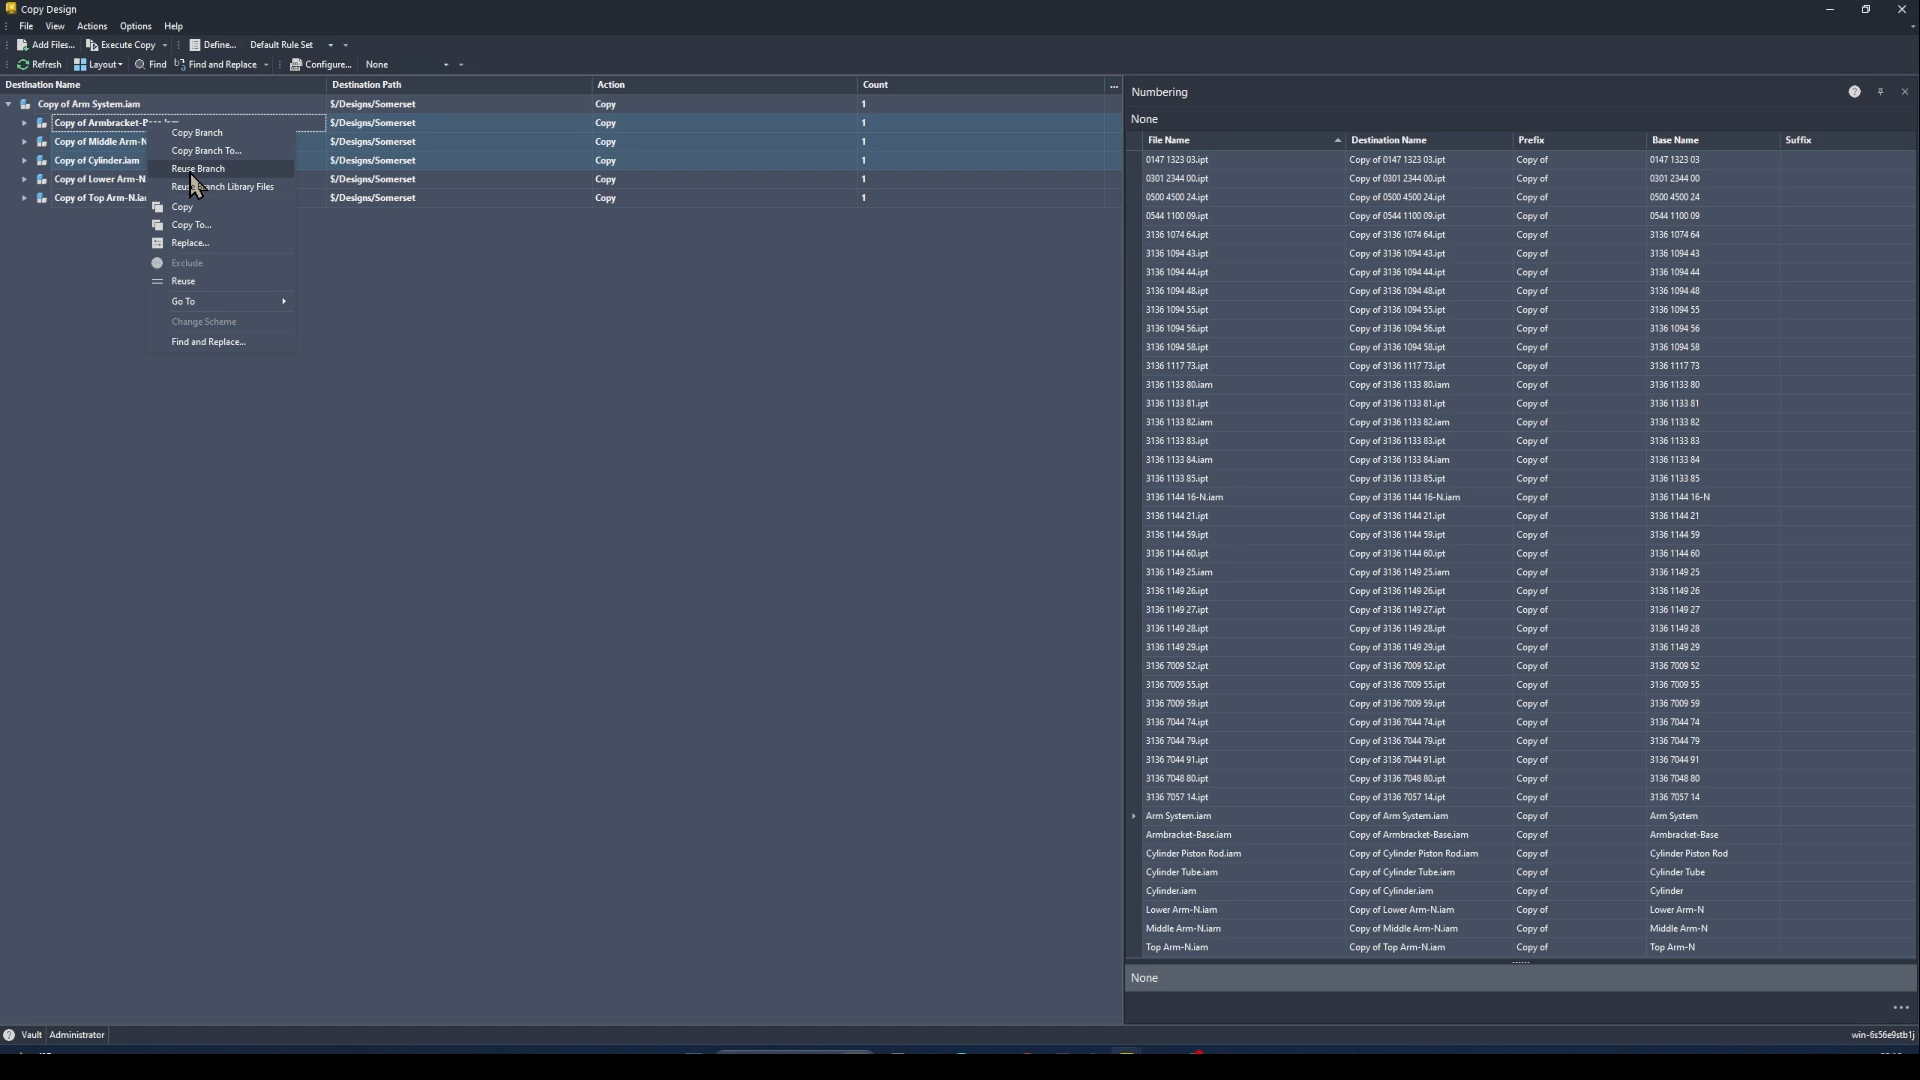 Copy Design
File View Actions Options Help
Add Files... Execute Copy Define... Default Rule Set
Refresh Layout Find Find and Replace Configure... None
Destination Name Destination Path Action Count ...
Copy of Arm System.iam $/Designs/Somerset Copy 1
Copy of Armbracket- $/Designs/Somerset Copy 1
Copy of Middle Arm-N $/Designs/Somerset Copy 1
Copy of Cylinder.iam $/Designs/Somerset Copy 1
Copy of Lower Arm-N $/Designs/Somerset Copy 1
Copy of Top Arm-N.ia $/Designs/Somerset Copy 1
Copy Branch
Copy Branch To...
Reuse Branch
Branch Library Files
Copy
Copy To...
Replace...
Exclude
Reuse
Go To
Change Scheme
Find and Replace...
Numbering
None
File Name Destination Name Prefix Base Name Suffix
0147 1323 03.ipt Copy of 0147 1323 03.ipt Copy of 0147 1323 03
0301 2344 00.ipt Copy of 0301 2344 00.ipt Copy of 0301 2344 00
0500 4500 24.ipt Copy of 0500 4500 24.ipt Copy of 0500 4500 24
0544 1100 09.ipt Copy of 0544 1100 09.ipt Copy of 0544 1100 09
3136 1074 64.ipt Copy of 3136 1074 64.ipt Copy of 3136 1074 64
3136 1094 43.ipt Copy of 3136 1094 43.ipt Copy of 3136 1094 43
3136 1094 44.ipt Copy of 3136 1094 44.ipt Copy of 3136 1094 44
3136 1094 48.ipt Copy of 3136 1094 48.ipt Copy of 3136 1094 48
3136 1094 55.ipt Copy of 3136 1094 55.ipt Copy of 3136 1094 55
3136 1094 56.ipt Copy of 3136 1094 56.ipt Copy of 3136 1094 56
3136 1094 58.ipt Copy of 3136 1094 58.ipt Copy of 3136 1094 58
3136 1117 73.ipt Copy of 3136 1117 73.ipt Copy of 3136 1117 73
3136 1133 80.iam Copy of 3136 1133 80.iam Copy of 3136 1133 80
3136 1133 81.ipt Copy of 3136 1133 81.ipt Copy of 3136 1133 81
3136 1133 82.iam Copy of 3136 1133 82.iam Copy of 3136 1133 82
3136 1133 83.ipt Copy of 3136 1133 83.ipt Copy of 3136 1133 83
3136 1133 84.iam Copy of 3136 1133 84.iam Copy of 3136 1133 84
3136 1133 85.ipt Copy of 3136 1133 85.ipt Copy of 3136 1133 85
3136 1144 16-N.iam Copy of 3136 1144 16-N.iam Copy of 3136 1144 16-N
3136 1144 21.ipt Copy of 3136 1144 21.ipt Copy of 3136 1144 21
3136 1144 59.ipt Copy of 3136 1144 59.ipt Copy of 3136 1144 59
3136 1144 60.ipt Copy of 3136 1144 60.ipt Copy of 3136 1144 60
3136 1149 25.iam Copy of 3136 1149 25.iam Copy of 3136 1149 25
3136 1149 26.ipt Copy of 3136 1149 26.ipt Copy of 3136 1149 26
3136 1149 27.ipt Copy of 3136 1149 27.ipt Copy of 3136 1149 27
3136 1149 28.ipt Copy of 3136 1149 28.ipt Copy of 3136 1149 28
3136 1149 29.ipt Copy of 3136 1149 29.ipt Copy of 3136 1149 29
3136 7009 52.ipt Copy of 3136 7009 52.ipt Copy of 3136 7009 52
3136 7009 55.ipt Copy of 3136 7009 55.ipt Copy of 3136 7009 55
3136 7009 59.ipt Copy of 3136 7009 59.ipt Copy of 3136 7009 59
3136 7044 74.ipt Copy of 3136 7044 74.ipt Copy of 3136 7044 74
3136 7044 79.ipt Copy of 3136 7044 79.ipt Copy of 3136 7044 79
3136 7044 91.ipt Copy of 3136 7044 91.ipt Copy of 3136 7044 91
3136 7048 80.ipt Copy of 3136 7048 80.ipt Copy of 3136 7048 80
3136 7057 14.ipt Copy of 3136 7057 14.ipt Copy of 3136 7057 14
Arm System.iam Copy of Arm System.iam Copy of Arm System
Armbracket-Base.iam Copy of Armbracket-Base.iam Copy of Armbracket-Base
Cylinder Piston Rod.iam Copy of Cylinder Piston Rod.iam Copy of Cylinder Piston Rod
Cylinder Tube.iam Copy of Cylinder Tube.iam Copy of Cylinder Tube
Cylinder.iam Copy of Cylinder.iam Copy of Cylinder
Lower Arm-N.iam Copy of Lower Arm-N.iam Copy of Lower Arm-N
Middle Arm-N.iam Copy of Middle Arm-N.iam Copy of Middle Arm-N
Top Arm-N.iam Copy of Top Arm-N.iam Copy of Top Arm-N
None
Vault Administrator win-6s56e9stb1j